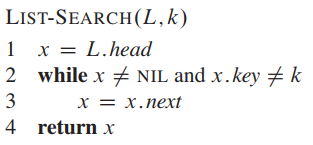 LIST-SEARCH(L, k)
1 x = L.head
2 while x ≠ NIL and x.key ≠ k
3 x = x.next
4 return x